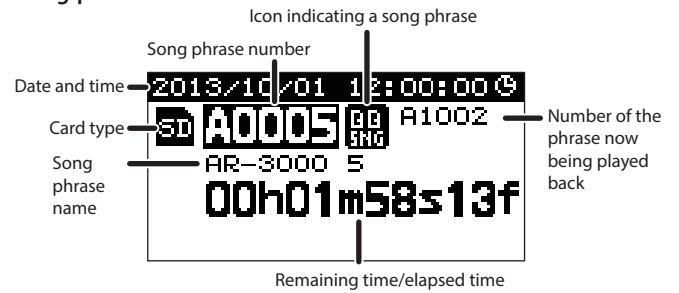 Icon indicating a song phrase
Song phrase number
Date and time
2013/10/01 12:00:00
Card type
SD
A0005
SNG
A1002
Number of the
phrase now
being played
back
Song
phrase
name
AR-3000 5
00h01m58s13f
Remaining time/elapsed time